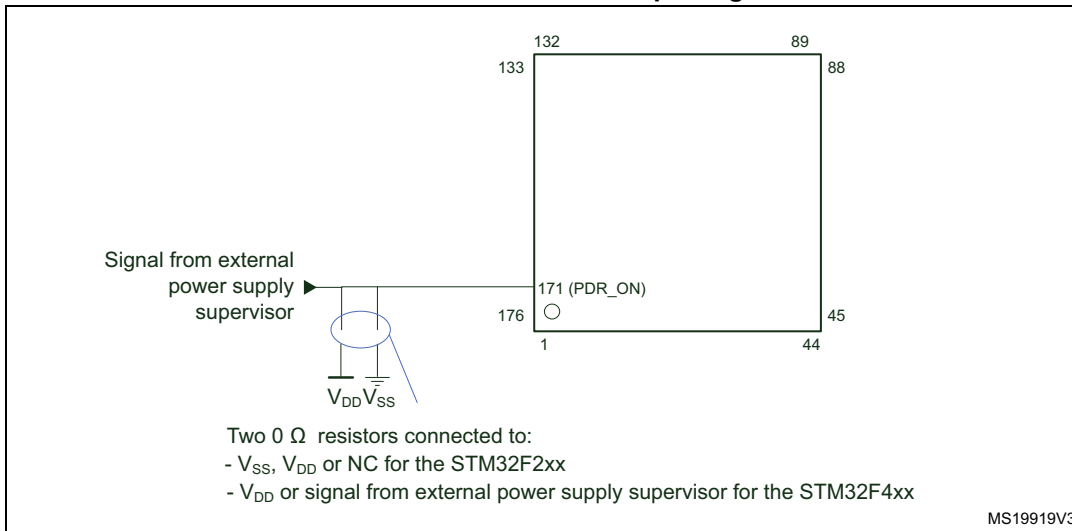 132
89
133
88
Signal from external
power supply
supervisor
171 (PDR_ON)
176
45
1
44
VDD VSS
Two 0 Ω resistors connected to:
- VSS, VDD or NC for the STM32F2xx
- VDD or signal from external power supply supervisor for the STM32F4xx
MS19919V3